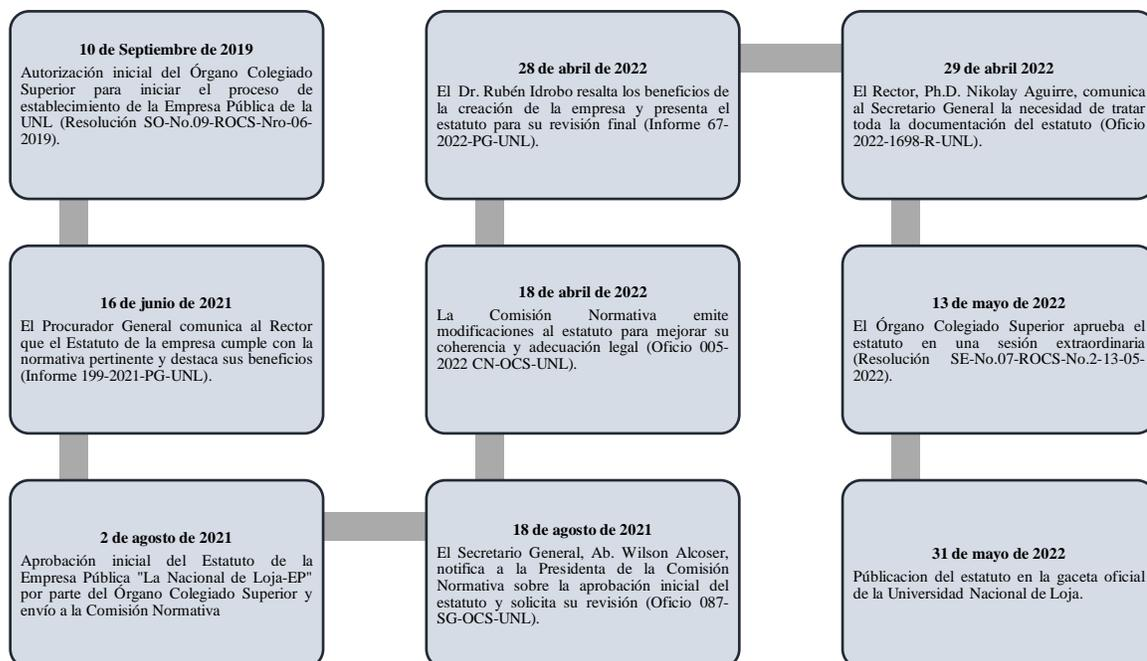 10 de Septiembre de 2019
Autorización inicial del Órgano Colegiado
Superior para iniciar el proceso de
establecimiento de la Empresa Pública de la
UNL (Resolución SO-No.09-ROCS-Nro-06-
2019).
16 de junio de 2021
El Procurador General comunica al Rector
que el Estatuto de la empresa cumple con la
normativa pertinente y destaca sus beneficios
(Informe 199-2021-PG-UNL).
2 de agosto de 2021
Aprobación inicial del Estatuto de la
Empresa Pública "La Nacional de Loja-EP"
por parte del Órgano Colegiado Superior y
envío a la Comisión Normativa
18 de agosto de 2021
El Secretario General, Ab. Wilson Alcoser,
notifica a la Presidenta de la Comisión
Normativa sobre la aprobación inicial del
estatuto y solicita su revisión (Oficio 087-
SG-OCS-UNL).
18 de abril de 2022
La Comisión Normativa emite
modificaciones al estatuto para mejorar su
coherencia y adecuación legal (Oficio 005-
2022 CN-OCS-UNL).
28 de abril de 2022
El Dr. Rubén Idrobo resalta los beneficios de
la creación de la empresa y presenta el
estatuto para su revisión final (Informe 67-
2022-PG-UNL).
29 de abril 2022
El Rector, Ph.D. Nikolay Aguirre, comunica
al Secretario General la necesidad de tratar
toda la documentación del estatuto (Oficio
2022-1698-R-UNL).
13 de mayo de 2022
El Órgano Colegiado Superior aprueba el
estatuto en una sesión extraordinaria
(Resolución SE-No.07-ROCS-No.2-13-05-
2022).
31 de mayo de 2022
Públicacion del estatuto en la gaceta oficial
de la Universidad Nacional de Loja.